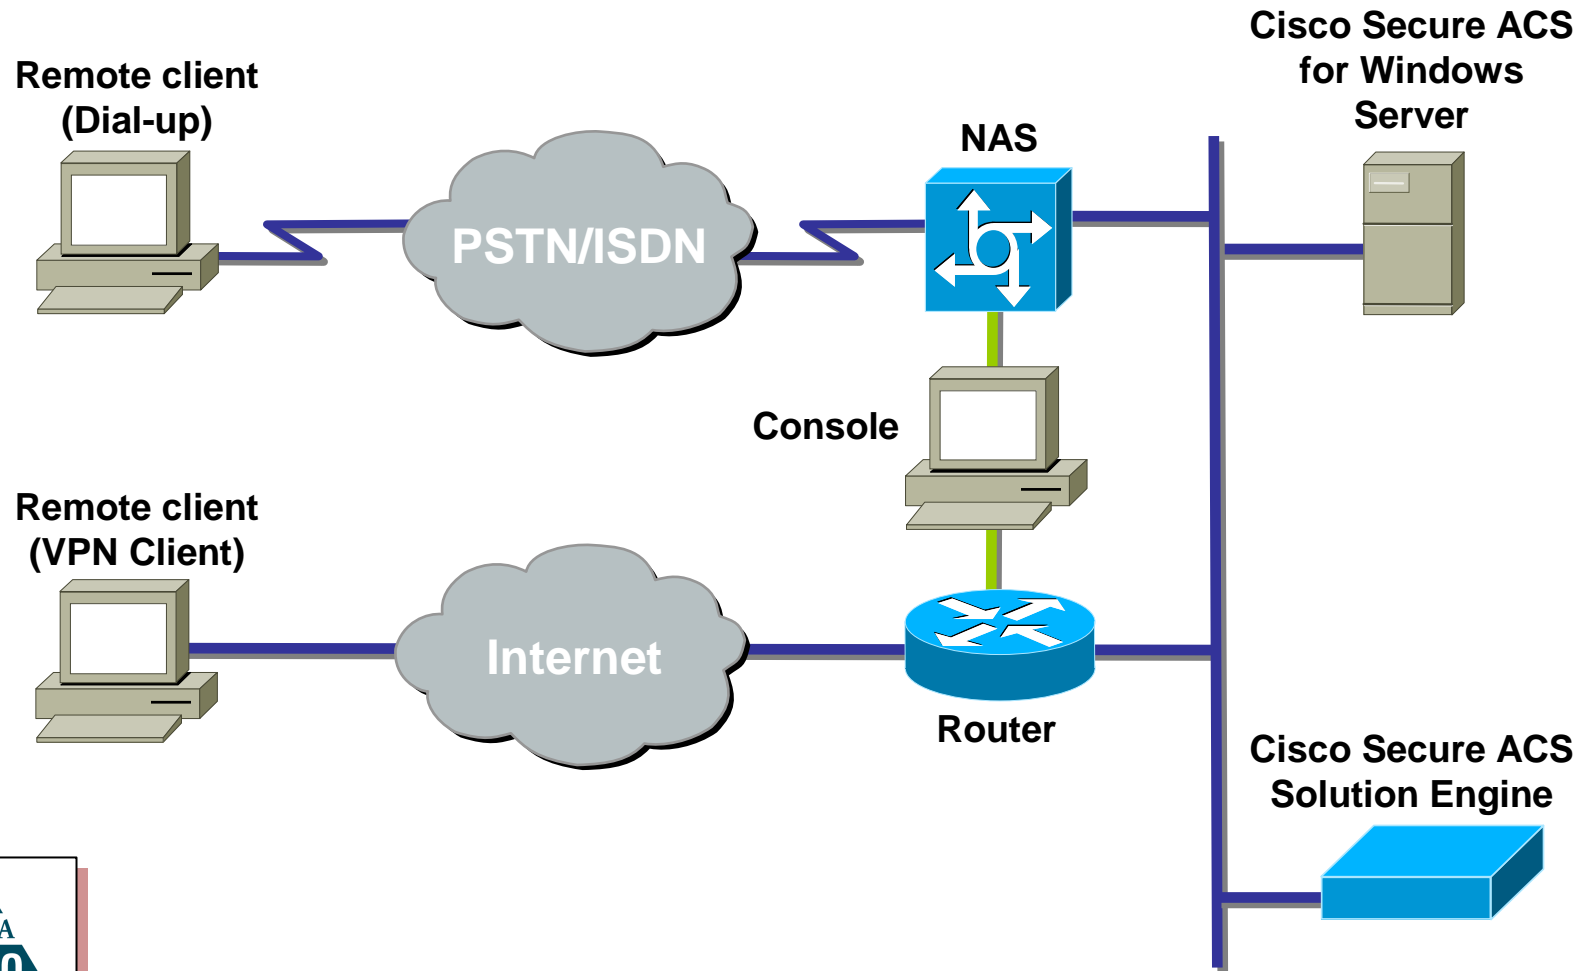 Cisco Secure ACS
for Windows
Server
Remote client
(Dial-up)
NAS
PSTN/ISDN
Console
Remote client
(VPN Client)
Internet
Router
Cisco Secure ACS
Solution Engine